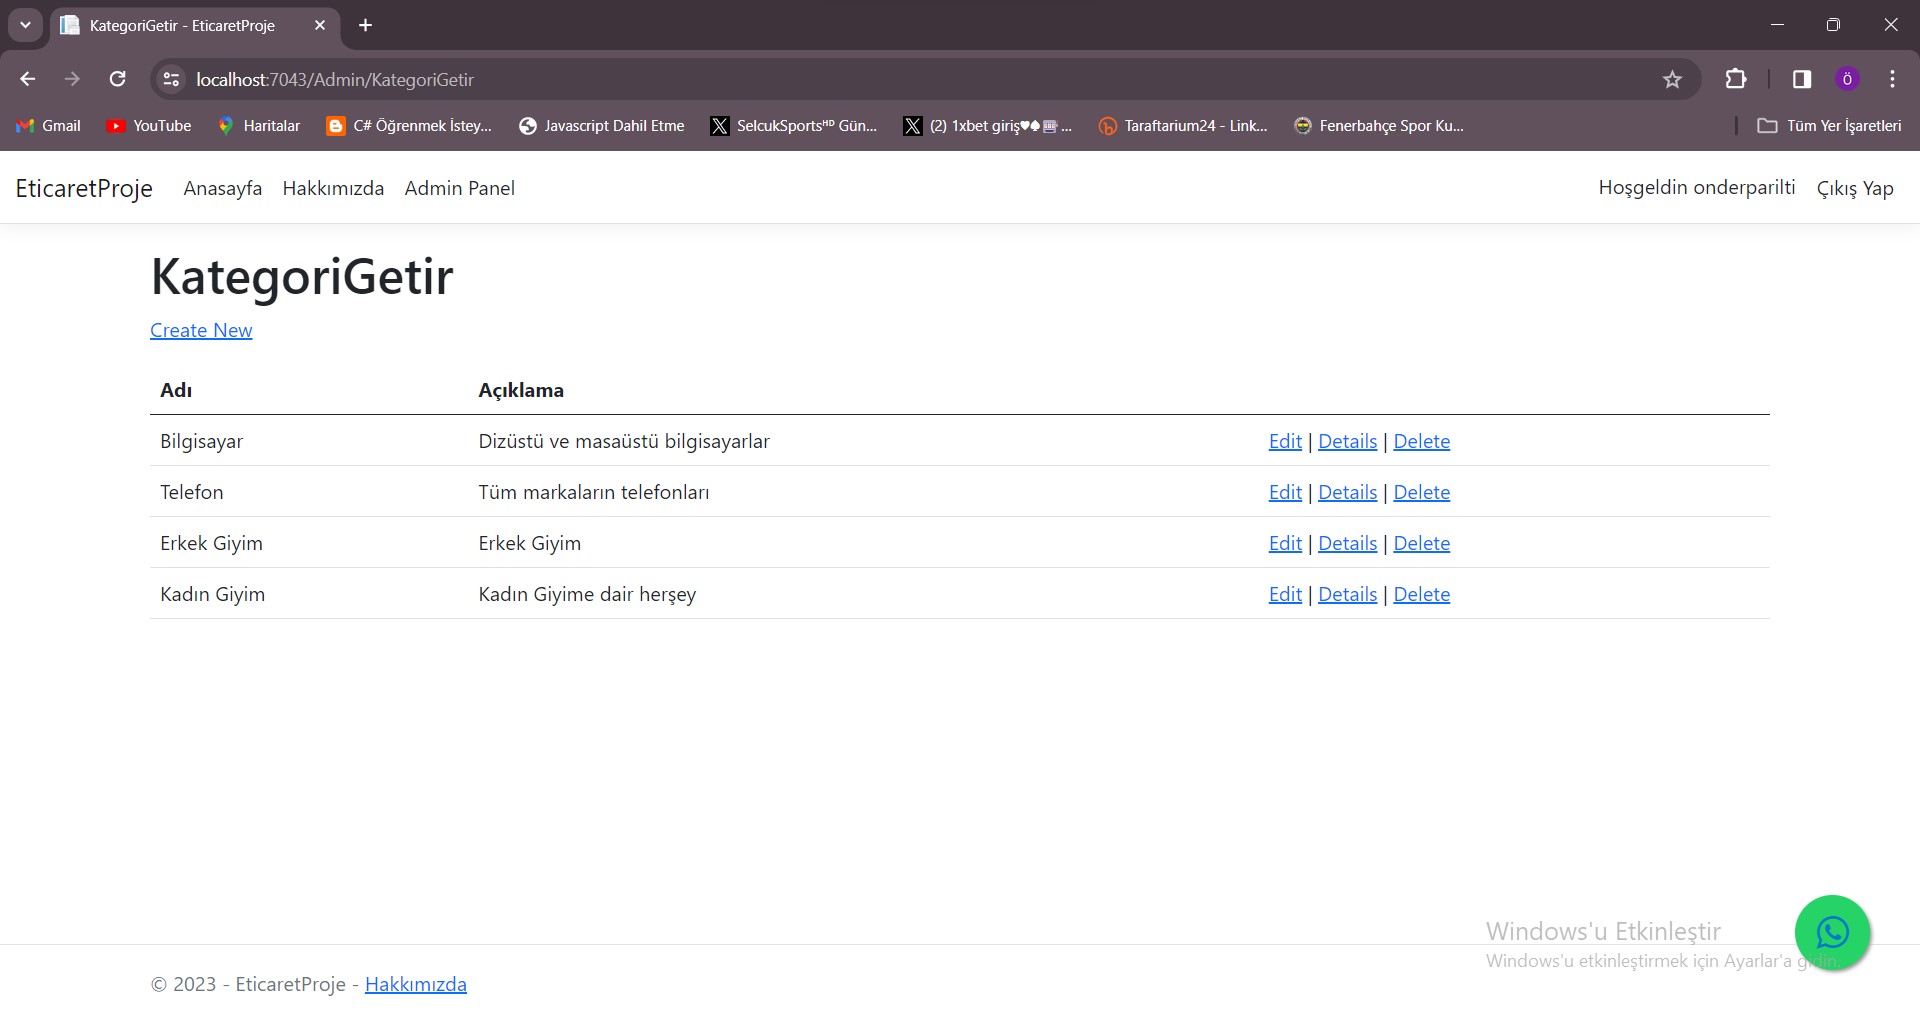 KategoriGetir - EticaretProje
localhost:7043/Admin/KategoriGetir
Gmail YouTube Haritalar C# Öğrenmek İstey... Javascript Dahil Etme SelcukSportsᴴᴰ Gün... (2) 1xbet giriş♥♠🎰... Taraftarium24 - Link... Fenerbahçe Spor Ku... Tüm Yer İşaretleri
EticaretProje Anasayfa Hakkımızda Admin Panel Hoşgeldin onderparilti Çıkış Yap
KategoriGetir
Create New
Adı Açıklama
Bilgisayar Dizüstü ve masaüstü bilgisayarlar Edit | Details | Delete
Telefon Tüm markaların telefonları Edit | Details | Delete
Erkek Giyim Erkek Giyim Edit | Details | Delete
Kadın Giyim Kadın Giyime dair herşey Edit | Details | Delete
Windows'u Etkinleştir
Windows'u etkinleştirmek için Ayarlar'a gidin.
© 2023 - EticaretProje - Hakkımızda